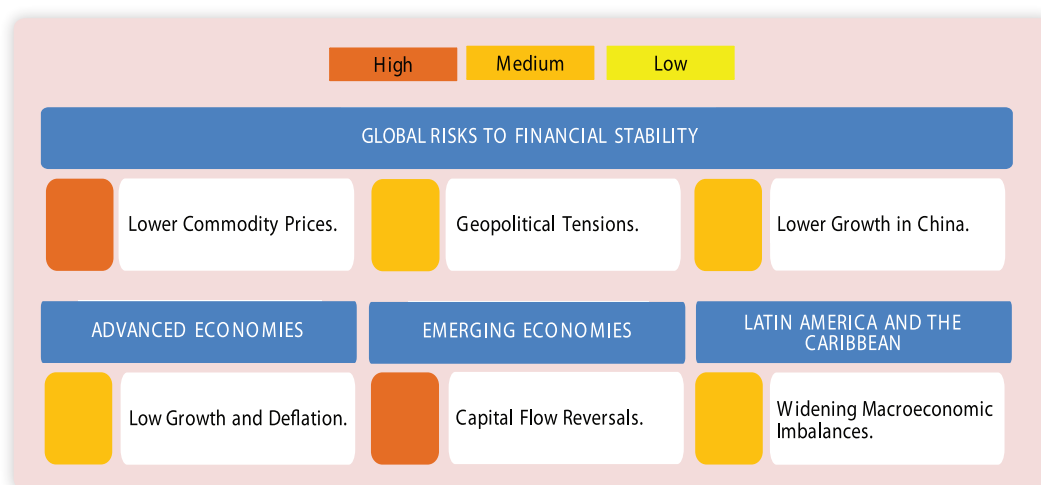 High
Medium
Low
GLOBAL RISKS TO FINANCIAL STABILITY
Lower Commodity Prices.
Geopolitical Tensions.
Lower Growth in China.
ADVANCED ECONOMIES
EMERGING ECONOMIES
LATIN AMERICA AND THE
CARIBBEAN
Low Growth and Deflation.
Capital Flow Reversals.
Widening Macroeconomic
Imbalances.